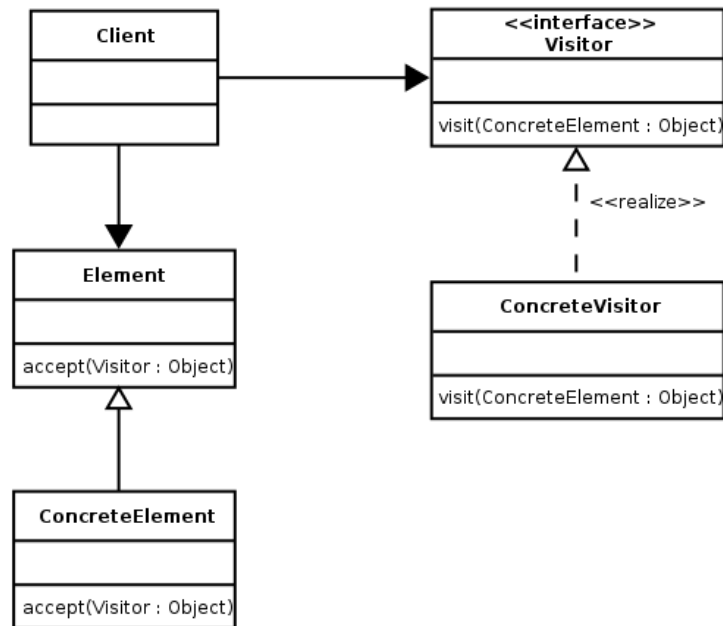 Client
<<interface>>
Visitor
visit(ConcreteElement : Object)
<<realize>>
Element
accept(Visitor : Object)
ConcreteVisitor
visit(ConcreteElement : Object)
ConcreteElement
accept(Visitor : Object)